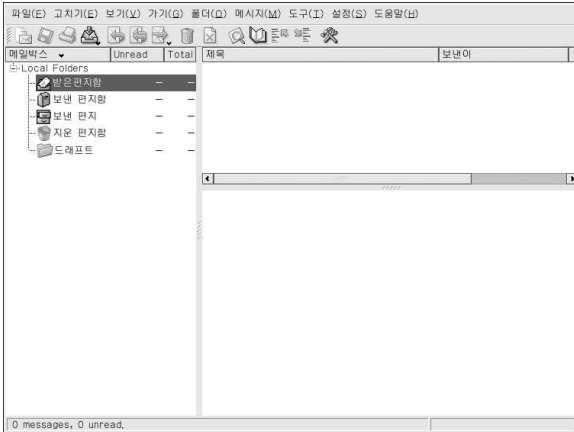 파일(F) 고치기(E) 보기(V) 가기(G) 폴더(O) 메시지(M) 도구(T) 설정(S) 도움말(H)
메일박스 Unread Total 제목 보낸이
Local Folders
받은편지함 — —
보낸 편지함 — —
보낸 편지 — —
지운 편지함 — —
드래프트 — —
0 messages, 0 unread.